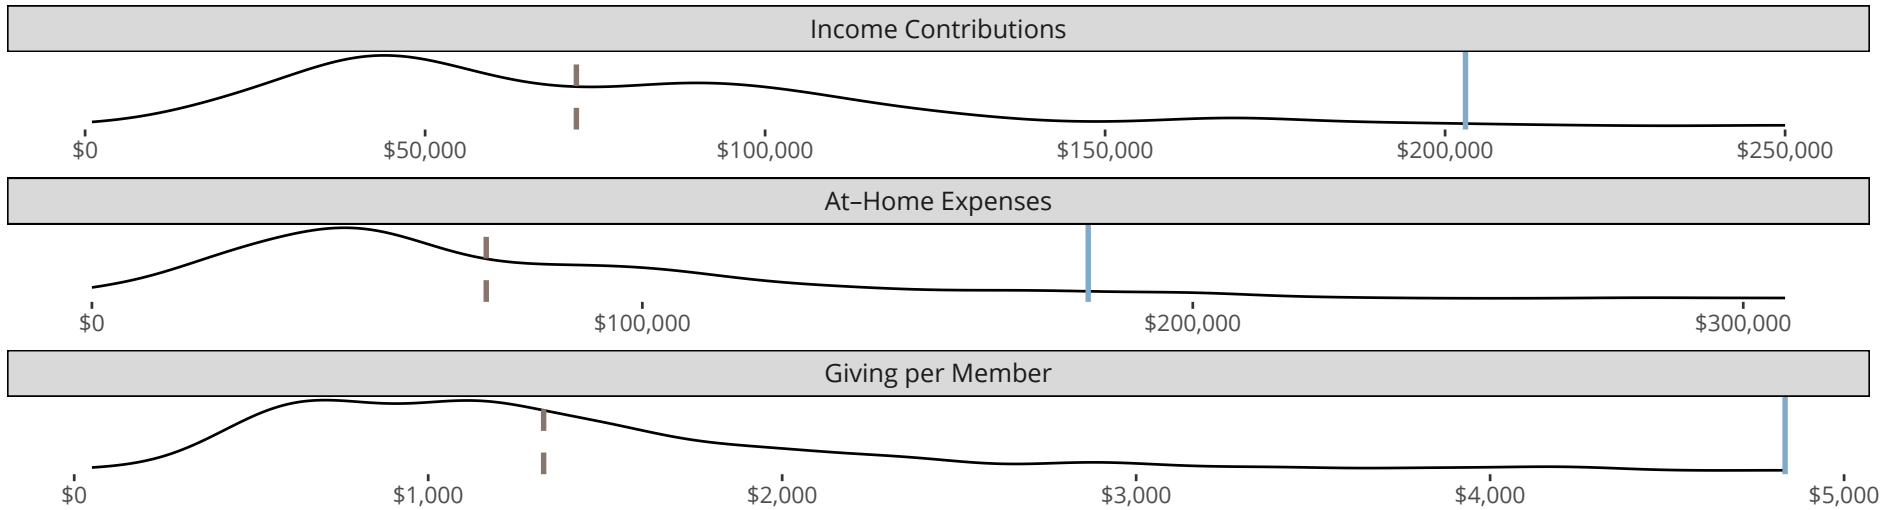 Income Contributions
$0 $50,000 $100,000 $150,000 $200,000 $250,000
At–Home Expenses
$0 $100,000 $200,000 $300,000
Giving per Member
$0 $1,000 $2,000 $3,000 $4,000 $5,000